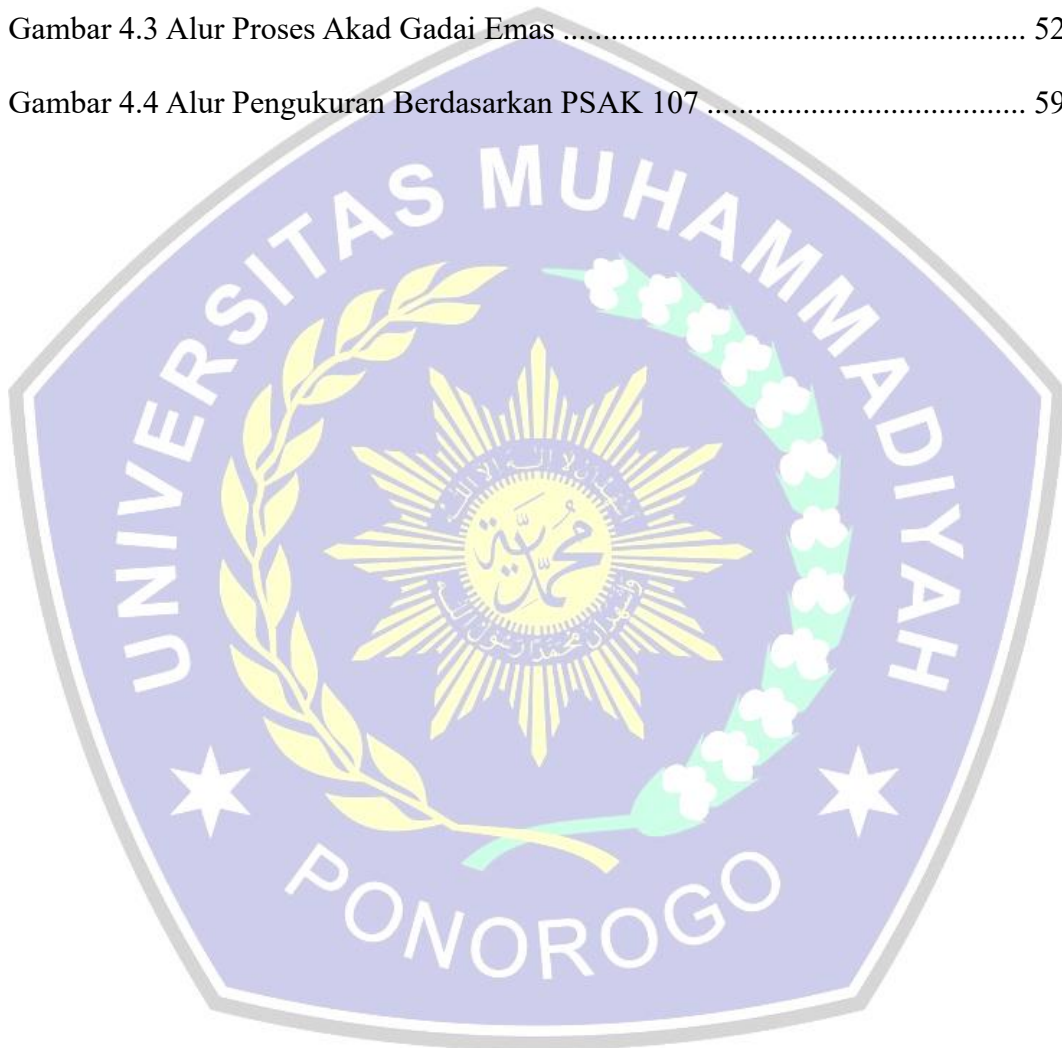 Gambar 4.3 Alur Proses Akad Gadai Emas .......................................................... 52
Gambar 4.4 Alur Pengukuran Berdasarkan PSAK 107 ........................................ 59
UNIVERSITAS MUHAMMADIYAH
محمدية
PONOROGO